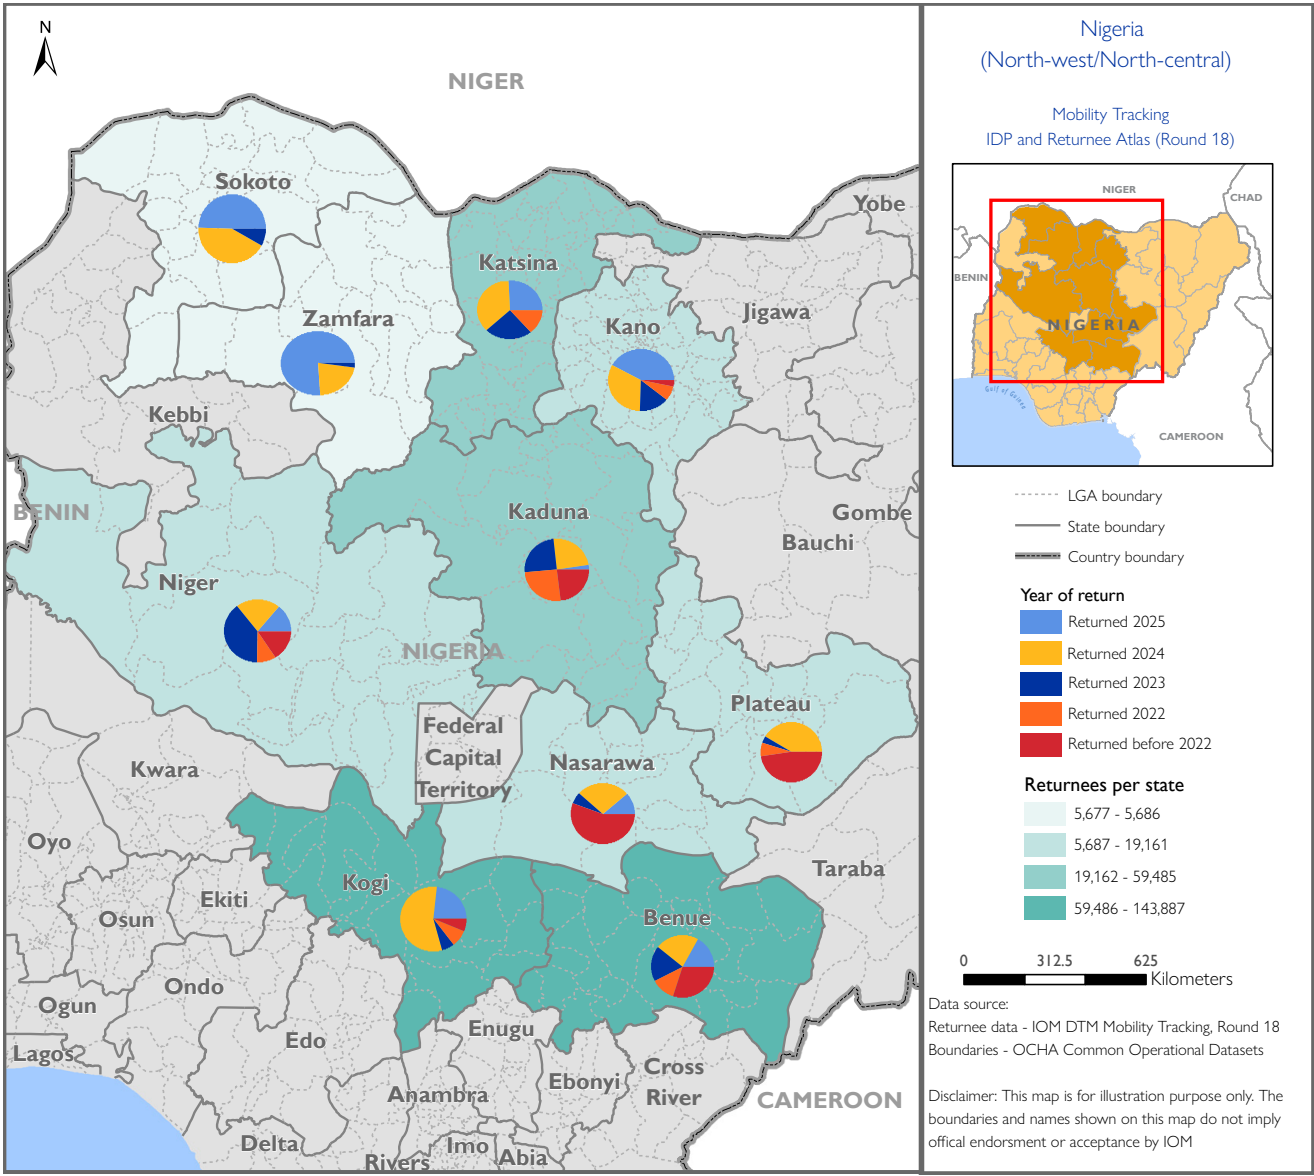 N
NIGER
Sokoto
Yobe
Katsina
Zamfara
Kano
Jigawa
Kebbi
BENIN
Kaduna
Gombe
Bauchi
Niger
NIGERIA
Plateau
Federal
Capital
Territory
Nasarawa
Kwara
Oyo
Taraba
Kogi
Ekiti
Osun
Benue
Ondo
Ogun
Enugu
Edo
Lagos
Cross
River
Ebonyi
Anambra
CAMEROON
Delta
Imo
Abia
Rivers
Nigeria
(North-west/North-central)
Mobility Tracking
IDP and Returnee Atlas (Round 18)
NIGER
CHAD
BENIN
NIGERIA
Gulf of Guinea
CAMEROON
LGA boundary
State boundary
Country boundary
Year of return
Returned 2025
Returned 2024
Returned 2023
Returned 2022
Returned before 2022
Returnees per state
5,677 - 5,686
5,687 - 19,161
19,162 - 59,485
59,486 - 143,887
0 312.5 625
Kilometers
Data source:
Returnee data - IOM DTM Mobility Tracking, Round 18
Boundaries - OCHA Common Operational Datasets
Disclaimer: This map is for illustration purpose only. The
boundaries and names shown on this map do not imply
offical endorsment or acceptance by IOM